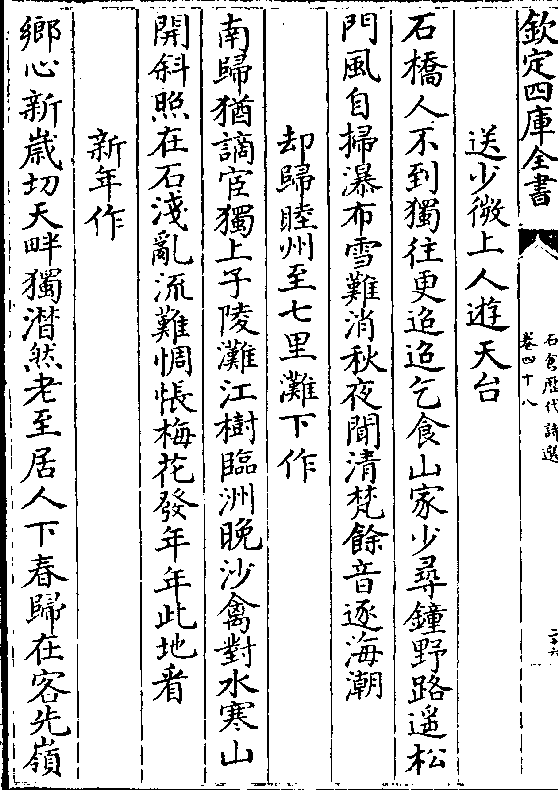 欽定四庫全書
石倉歷代詩選
卷四十八
送少微上人遊天台
石橋人不到獨往更迢迢乞食山家少尋鐘野路遥松
門風自掃瀑布雪難消秋夜聞清梵餘音逐海潮
却歸睦州至七里灘下作
南歸猶謫宦獨上子陵灘江樹臨洲晚沙禽對水寒山
開斜照在石淺亂流難惆悵梅花發年年此地看
新年作
鄉心新歳切天畔獨潸然老至居人下春歸在客先嶺